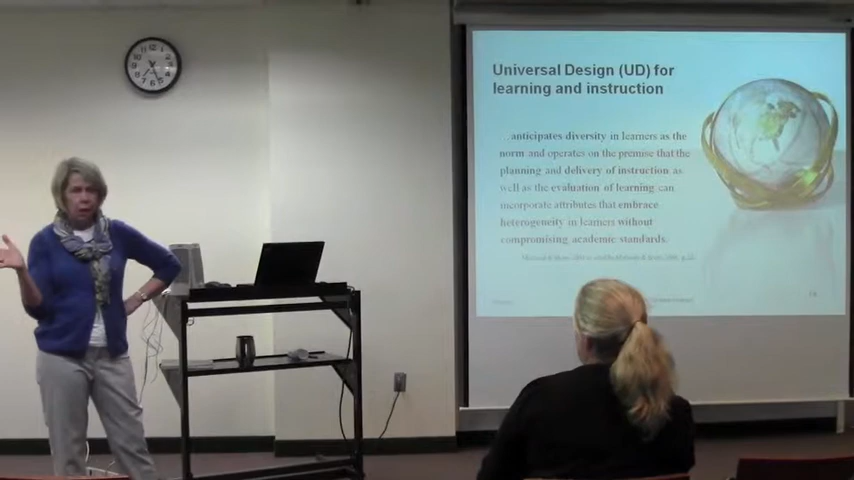 Universal Design (UD) for
learning and instruction
…anticipates diversity in learners as the
norm and operates on the premise that the
planning and delivery of instruction as
well as the evaluation of learning can
incorporate attributes that embrace
heterogeneity in learners without
compromising academic standards.